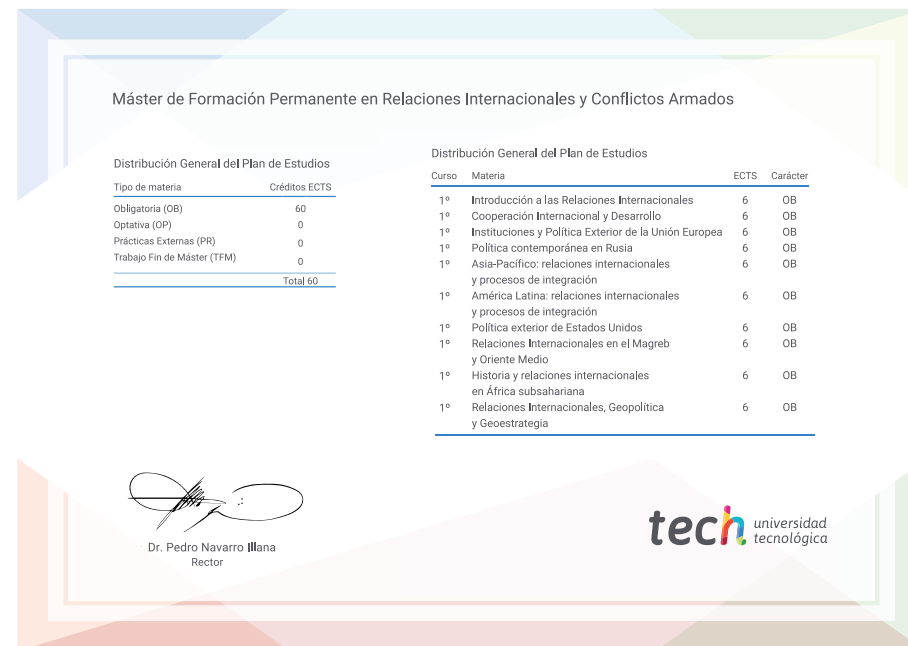 Máster de Formación Permanente en Relaciones Internacionales y Conflictos Armados
Distribución General del Plan de Estudios
Tipo de materia Créditos ECTS
Obligatoria (OB) 60
Optativa (OP) 0
Prácticas Externas (PR) 0
Trabajo Fin de Máster (TFM) 0
Total 60
Distribución General del Plan de Estudios
Curso Materia ECTS Carácter
1º Introducción a las Relaciones Internacionales 6 OB
1º Cooperación Internacional y Desarrollo 6 OB
1º Instituciones y Política Exterior de la Unión Europea 6 OB
1º Política contemporánea en Rusia 6 OB
1º Asia-Pacífico: relaciones internacionales 6 OB
y procesos de integración
1º América Latina: relaciones internacionales 6 OB
y procesos de integración
1º Política exterior de Estados Unidos 6 OB
1º Relaciones Internacionales en el Magreb 6 OB
y Oriente Medio
1º Historia y relaciones internacionales 6 OB
en África subsahariana
1º Relaciones Internacionales, Geopolítica 6 OB
y Geoestrategia
Dr. Pedro Navarro Illana
Rector
tech universidad
tecnológica